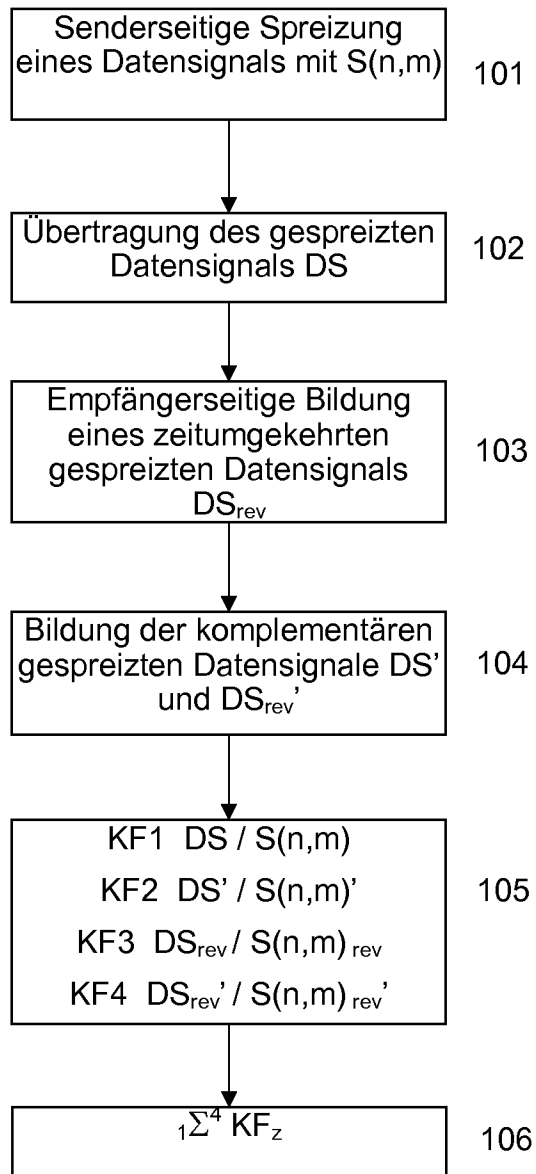 Senderseitige Spreizung
eines Datensignals mit S(n,m)
101
Übertragung des gespreizten
Datensignals DS
102
Empfängerseitige Bildung
eines zeitumgekehrten
gespreizten Datensignals
DSrev
103
Bildung der komplementären
gespreizten Datensignale DS’
und DSrev’
104
KF1 DS / S(n,m)
KF2 DS’ / S(n,m)’
KF3 DSrev / S(n,m) rev
KF4 DSrev’ / S(n,m) rev’
105
₁Σ⁴ KFz
106